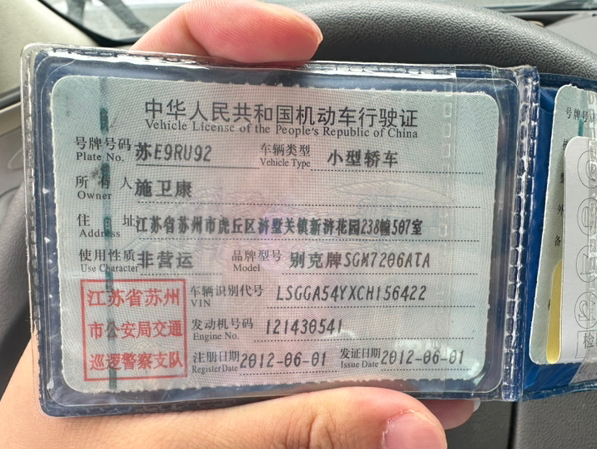 中华人民共和国机动车行驶证
Vehicle License of the People's Republic of China
号牌号码 Plate No. 苏E9RU92 车辆类型 Vehicle Type 小型轿车
所有人 Owner 施卫康
住址 Address 江苏省苏州市虎丘区浒墅关镇新浒花园238幢507室
使用性质 Use Character 非营运 品牌型号 Model 别克牌SGM7206ATA
江苏省苏州
市公安局交通
巡逻警察支队
车辆识别代号 VIN LSGGA54YXCH156422
发动机号码 Engine No. 121430541
注册日期 Register Date 2012-06-01 发证日期 Issue Date 2012-06-01
号牌
检